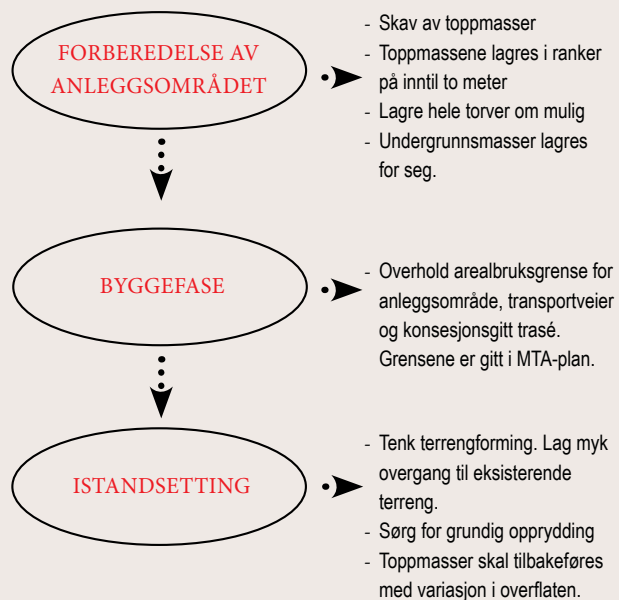 FORBEREDELSE AV
ANLEGGSOMRÅDET
- Skav av toppmasser
- Toppmassene lagres i ranker
på inntil to meter
- Lagre hele torver om mulig
- Undergrunnsmasser lagres
for seg.
BYGGEFASE
- Overhold arealbruksgrense for
anleggsområde, transportveier
og konsesjonsgitt trasé.
Grensene er gitt i MTA-plan.
ISTANDSETTING
- Tenk terrengforming. Lag myk
overgang til eksisterende
terreng.
- Sørg for grundig opprydding
- Toppmasser skal tilbakeføres
med variasjon i overflaten.